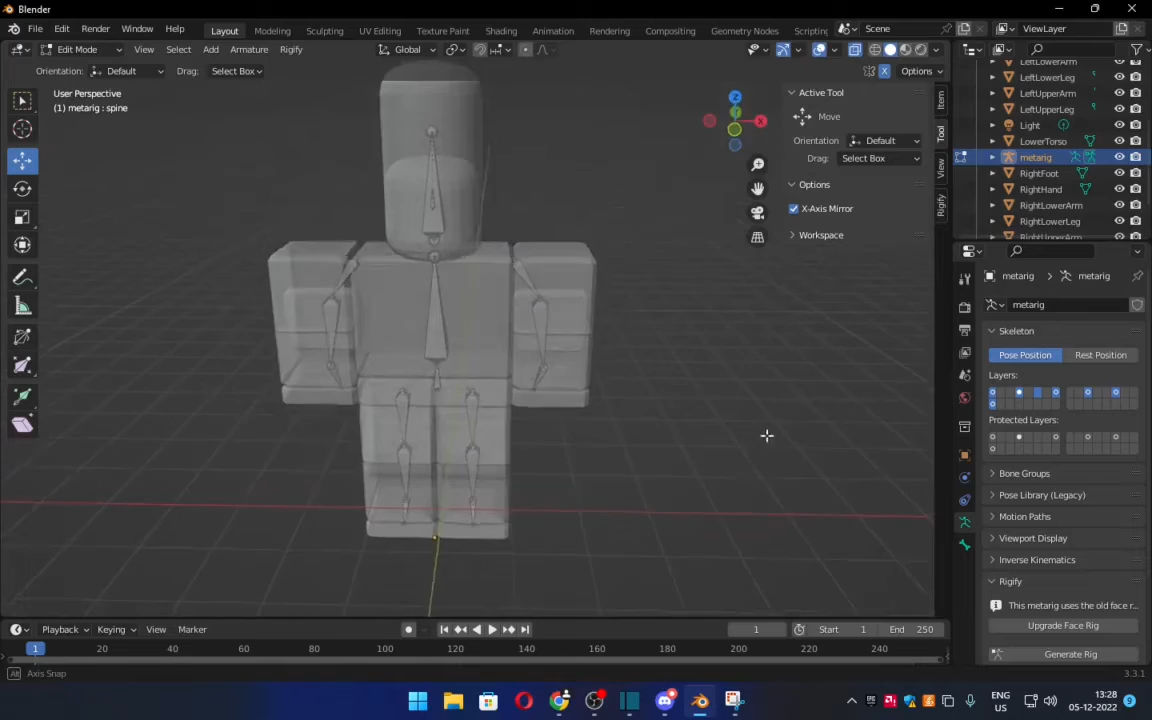 Blender
File Edit Render Window Help Layout Modeling Sculpting UV Editing Texture Paint Shading Animation Rendering Compositing Geometry Nodes Scripting Scene ViewLayer
Edit Mode View Select Add Armature Rigify Global
Orientation: Default Drag: Select Box Options
User Perspective
(1) metarig : spine
Z
X
Active Tool
Move
Orientation Default
Drag: Select Box
Options
X-Axis Mirror
Workspace
Item
Tool
View
Rigify
LeftLowerArm
LeftLowerLeg
LeftUpperArm
LeftUpperLeg
Light
LowerTorso
metarig
RightFoot
RightHand
RightLowerArm
RightLowerLeg
RightUpperArm
metarig metarig
metarig
Skeleton
Pose Position Rest Position
Layers:
Protected Layers:
Bone Groups
Pose Library (Legacy)
Motion Paths
Viewport Display
Inverse Kinematics
Rigify
This metarig uses the old face r...
Upgrade Face Rig
Generate Rig
Playback Keying View Marker 1 Start 1 End 250
1 20 40 60 80 100 120 140 160 180 200 220 240
Alt Axis Snap 3.3.1
ENG
US
13:28
05-12-2022
9